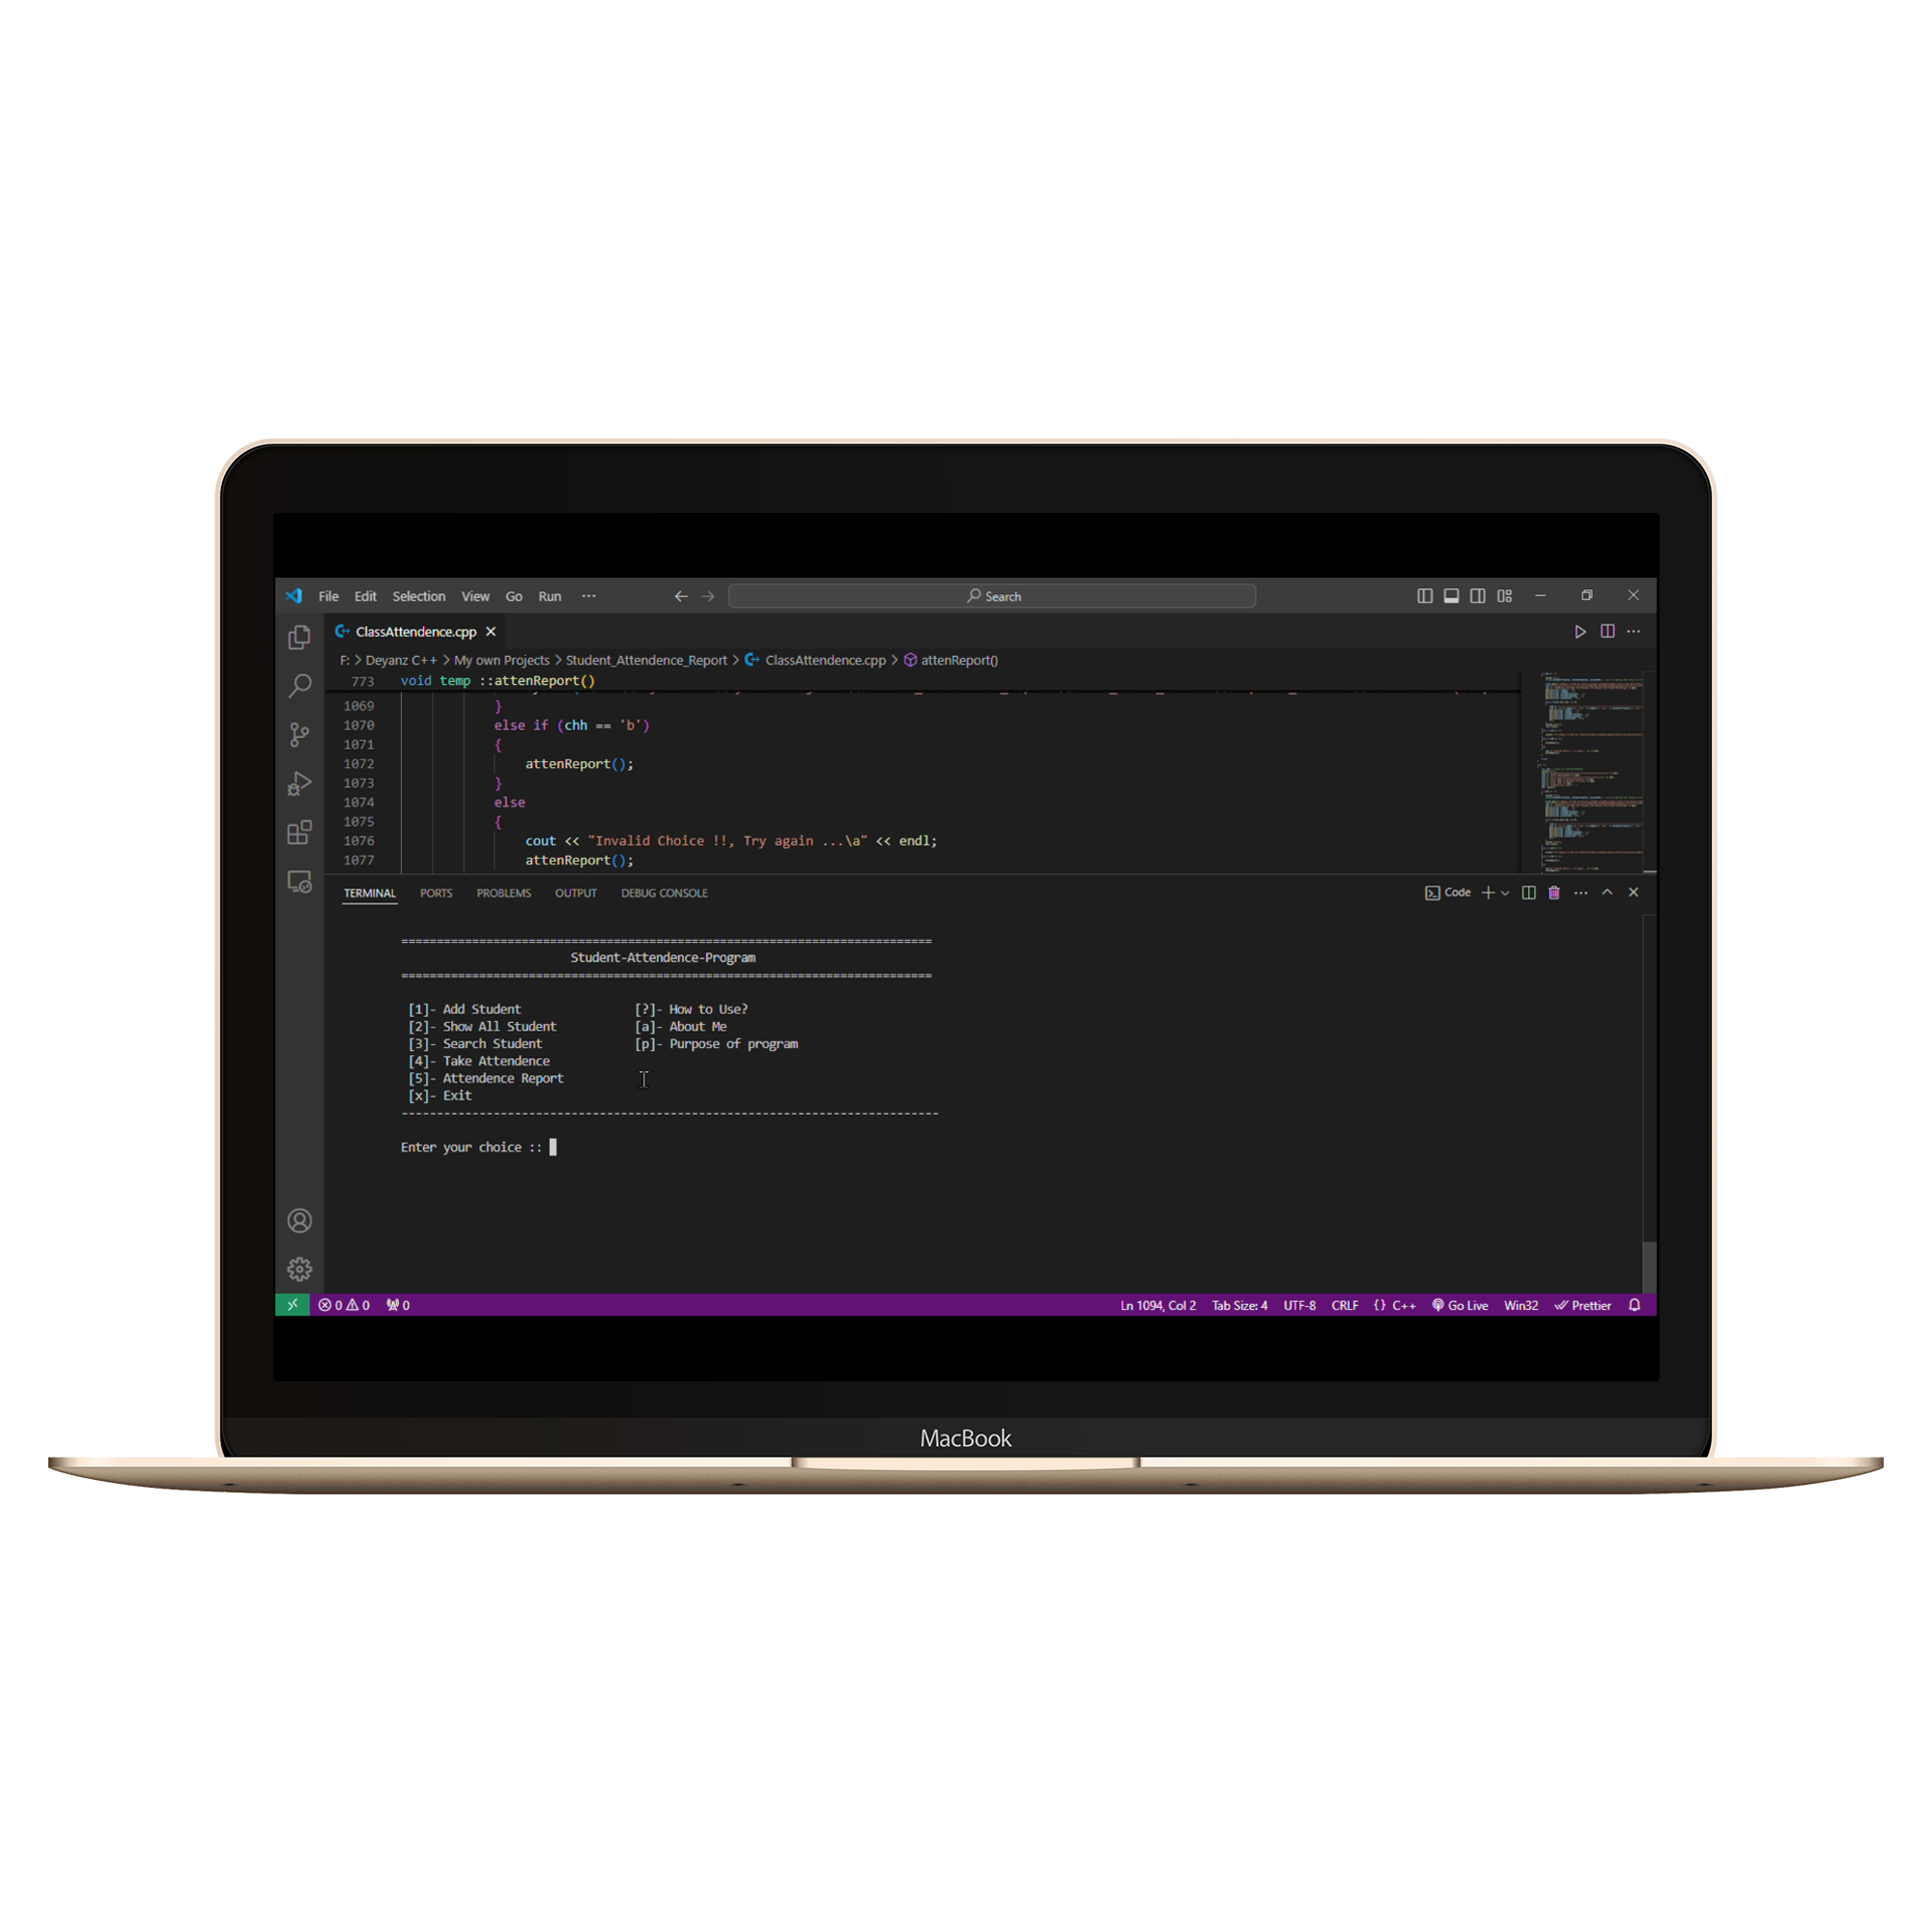 File Edit Selection View Go Run ··· Search
ClassAttendence.cpp
F: > Deyanz C++ > My own Projects > Student_Attendence_Report > ClassAttendence.cpp > attenReport()
773 void temp ::attenReport()
1069 }
1070 else if (chh == 'b')
1071 {
1072 attenReport();
1073 }
1074 else
1075 {
1076 cout << "Invalid Choice !!, Try again ...\a" << endl;
1077 attenReport();
TERMINAL PORTS PROBLEMS OUTPUT DEBUG CONSOLE Code
===========================================================================
Student-Attendence-Program
===========================================================================
[1]- Add Student [?]- How to Use?
[2]- Show All Student [a]- About Me
[3]- Search Student [p]- Purpose of program
[4]- Take Attendence
[5]- Attendence Report
[x]- Exit
----------------------------------------------------------------------------
Enter your choice ::
0 0 0 Ln 1094, Col 2 Tab Size: 4 UTF-8 CRLF {} C++ Go Live Win32 Prettier
MacBook